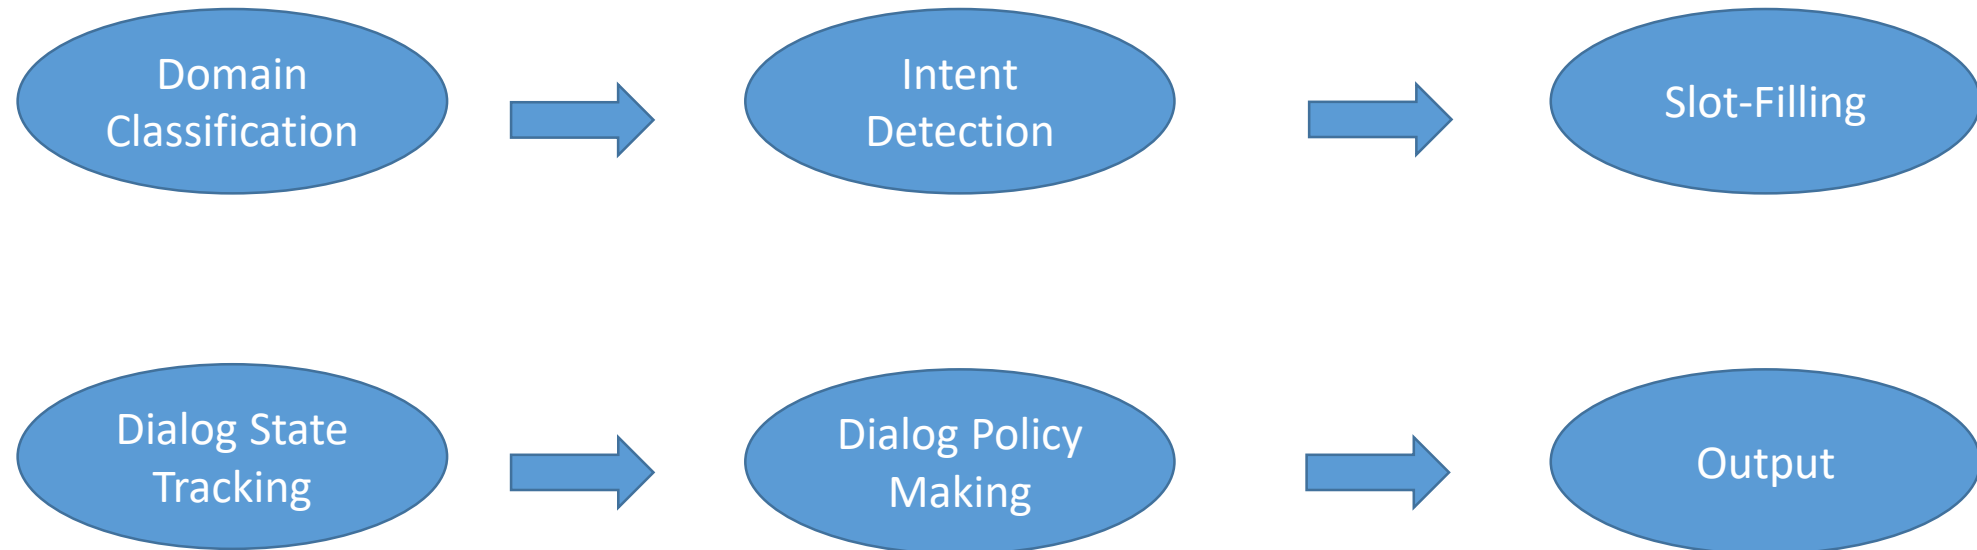 Domain
Classification
Intent
Detection
Slot-Filling
Dialog State
Tracking
Dialog Policy
Making
Output